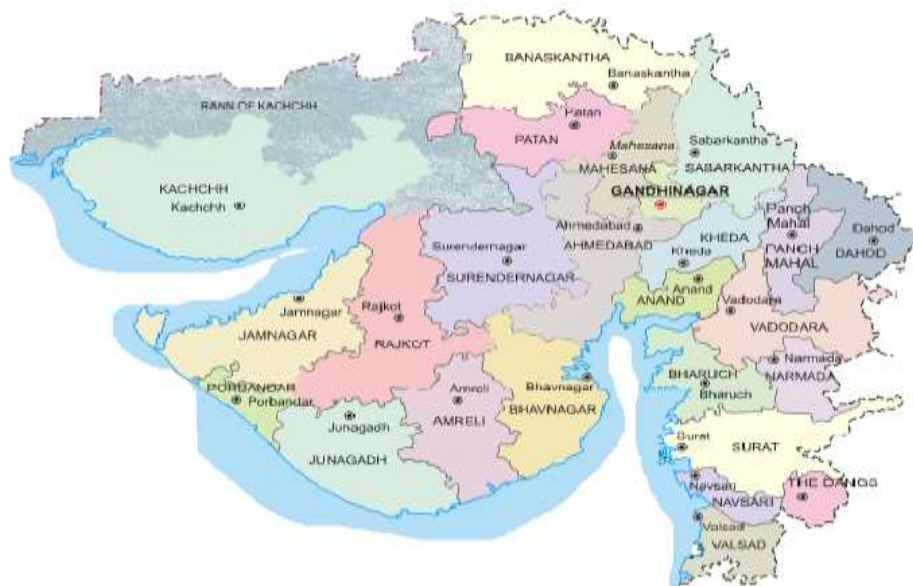 BANASKANTHA
Banaskantha
RANN OF KACHCHH
Patan
PATAN
Mahesana
MAHESANA
Sabarkantha
SABARKANTHA
KACHCHH
Kachchh
GANDHINAGAR
Panch
Mahal
Ahmedabad
AHMEDABAD
KHEDA
Kheda
PANCH
MAHAL
Dahod
DAHOD
Surendernagar
SURENDERNAGAR
Anand
ANAND
Vadodara
VADODARA
Jamnagar
JAMNAGAR
Rajkot
RAJKOT
Narmada
NARMADA
BHARUCH
Bharuch
PORBANDAR
Porbandar
Amroli
AMRELI
Bhavnagar
BHAVNAGAR
Junagadh
JUNAGADH
Surat
SURAT
Navsari
NAVSARI
THE DANGS
Valsad
VALSAD